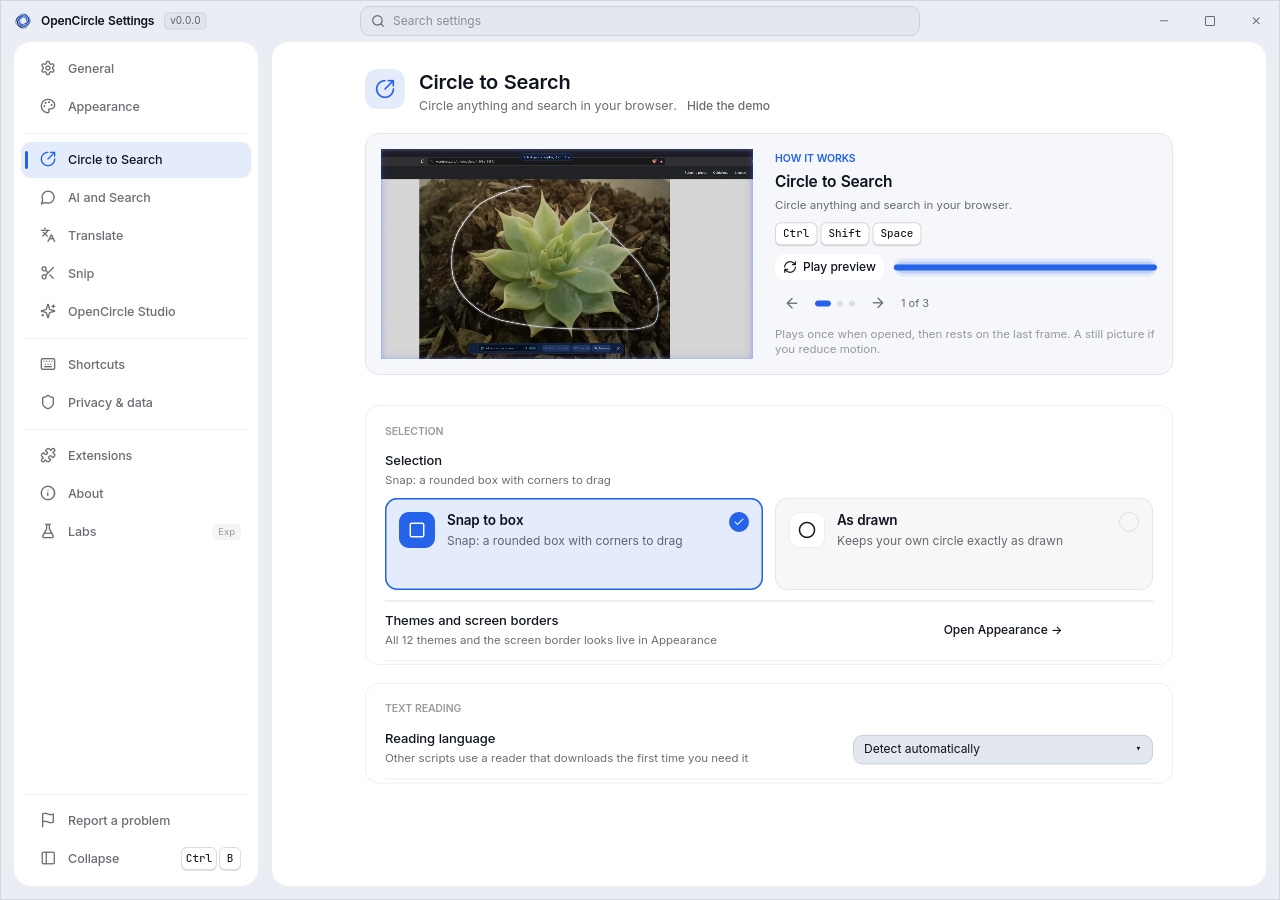 OpenCircle Settings
v0.0.0
Search settings
General
Appearance
Circle to Search
AI and Search
Translate
Snip
OpenCircle Studio
Shortcuts
Privacy & data
Extensions
About
Labs
Exp
Report a problem
Collapse
Ctrl B
Circle to Search
Circle anything and search in your browser. Hide the demo
HOW IT WORKS
Circle to Search
Circle anything and search in your browser.
Ctrl Shift Space
Play preview
1 of 3
Plays once when opened, then rests on the last frame. A still picture if
you reduce motion.
SELECTION
Selection
Snap: a rounded box with corners to drag
Snap to box
Snap: a rounded box with corners to drag
As drawn
Keeps your own circle exactly as drawn
Themes and screen borders
All 12 themes and the screen border looks live in Appearance
Open Appearance →
TEXT READING
Reading language
Other scripts use a reader that downloads the first time you need it
Detect automatically